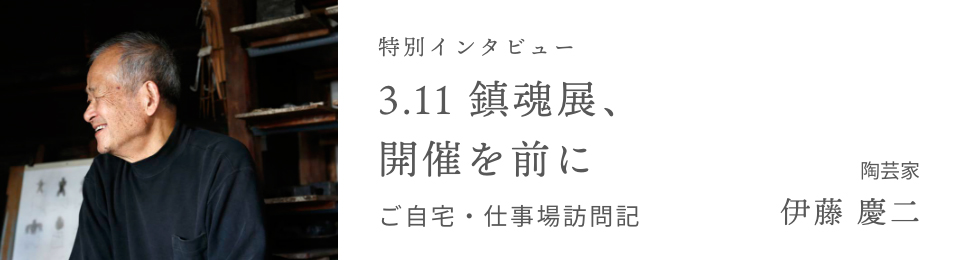 特別インタビュー
3.11 鎮魂展、
開催を前に
ご自宅・仕事場訪問記
陶芸家
伊藤 慶二